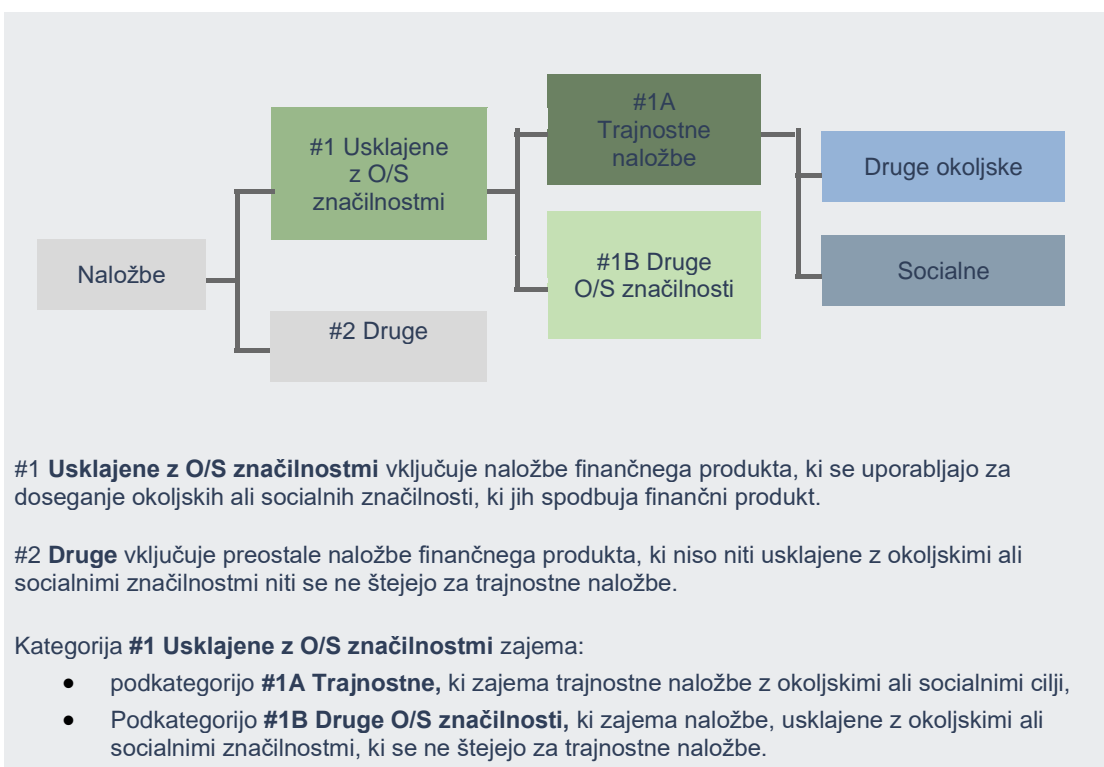 #1A
Trajnostne
naložbe
#1 Usklajene
z O/S
značilnostmi
Druge okoljske
#1B Druge
O/S značilnosti
Naložbe
Socialne
#2 Druge
#1 Usklajene z O/S značilnostmi vključuje naložbe finančnega produkta, ki se uporabljajo za
doseganje okoljskih ali socialnih značilnosti, ki jih spodbuja finančni produkt.
#2 Druge vključuje preostale naložbe finančnega produkta, ki niso niti usklajene z okoljskimi ali
socialnimi značilnostmi niti se ne štejejo za trajnostne naložbe.
Kategorija #1 Usklajene z O/S značilnostmi zajema:
• podkategorijo #1A Trajnostne, ki zajema trajnostne naložbe z okoljskimi ali socialnimi cilji,
• Podkategorijo #1B Druge O/S značilnosti, ki zajema naložbe, usklajene z okoljskimi ali
socialnimi značilnostmi, ki se ne štejejo za trajnostne naložbe.